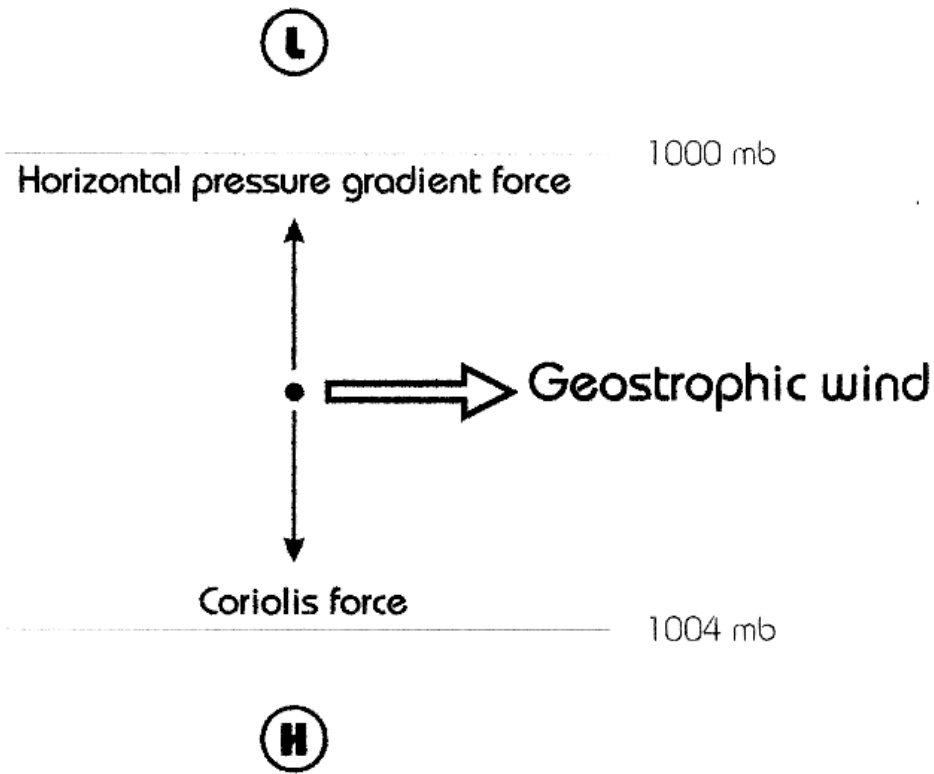 L
1000 mb
Horizontal pressure gradient force
Geostrophic wind
Coriolis force
1004 mb
H